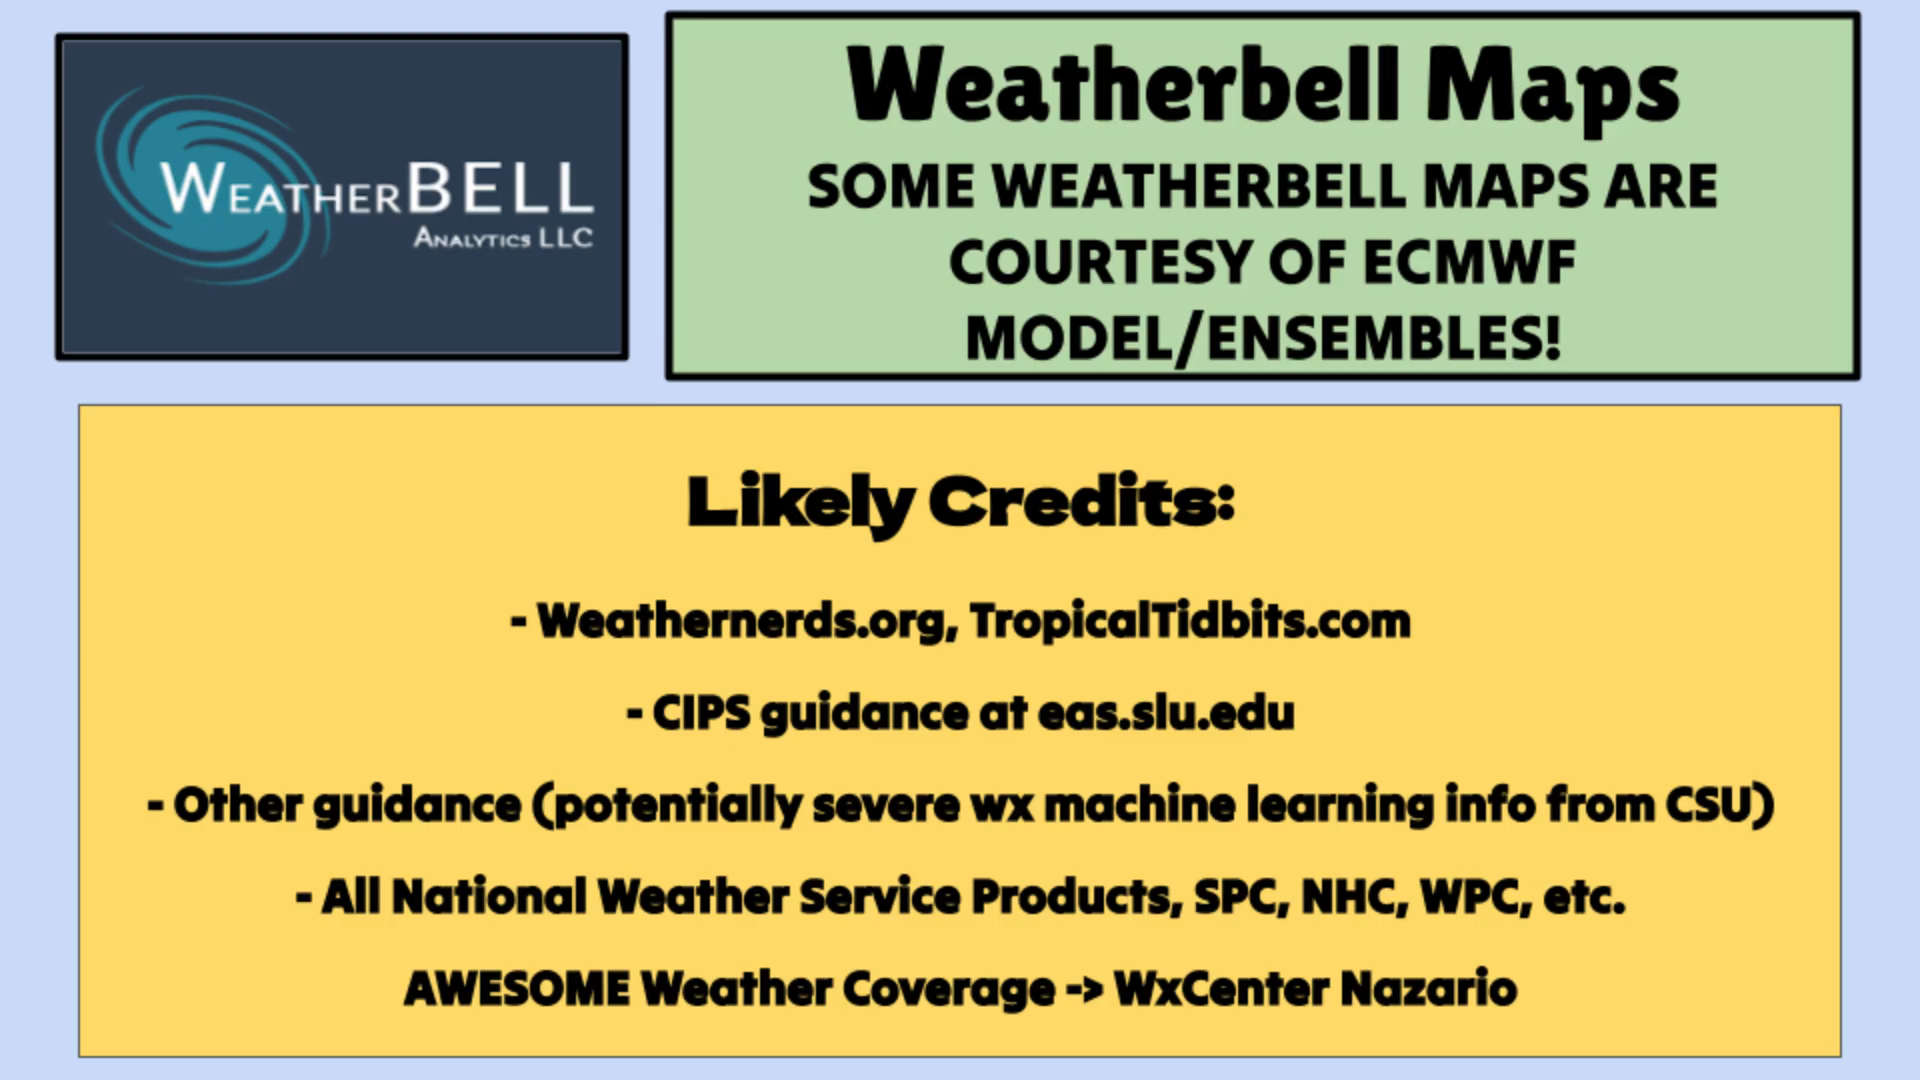 WEATHERBELL
ANALYTICS LLC
Weatherbell Maps
SOME WEATHERBELL MAPS ARE
COURTESY OF ECMWF
MODEL/ENSEMBLES!
Likely Credits:
- Weathernerds.org, TropicalTidbits.com
- CIPS guidance at eas.slu.edu
- Other guidance (potentially severe wx machine learning info from CSU)
- All National Weather Service Products, SPC, NHC, WPC, etc.
AWESOME Weather Coverage -> WxCenter Nazario